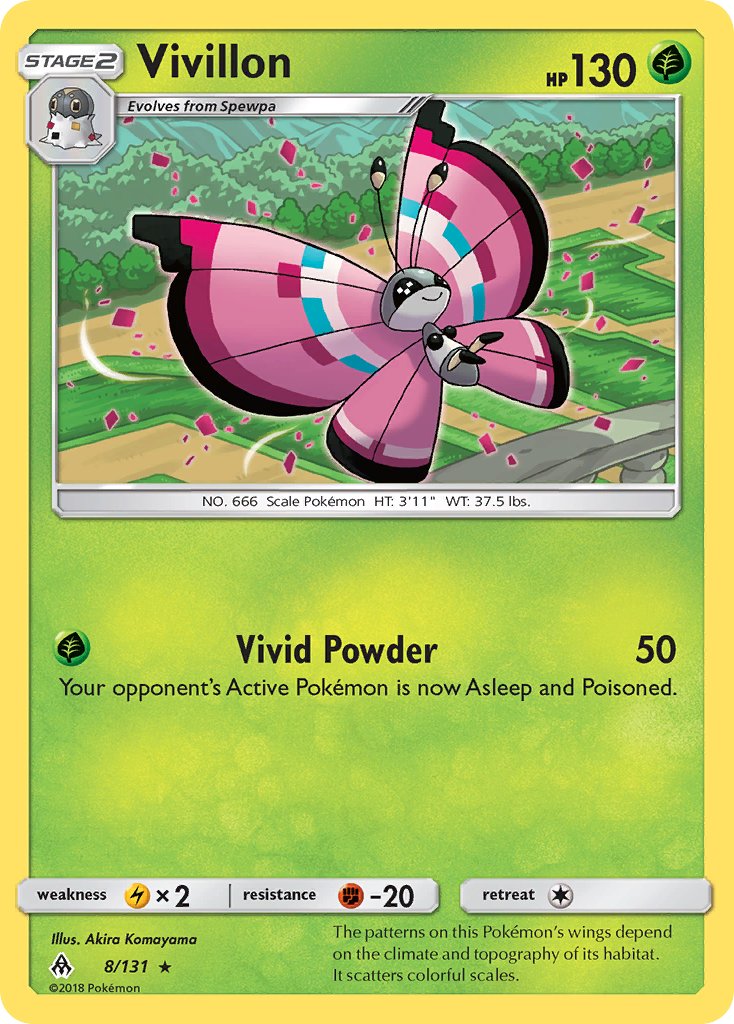 STAGE2
Vivillon
HP 130
Evolves from Spewpa
NO. 666 Scale Pokémon HT: 3'11" WT: 37.5 lbs.
Vivid Powder 50
Your opponent's Active Pokémon is now Asleep and Poisoned.
weakness ×2 resistance -20 retreat
Illus. Akira Komayama
8/131 ★
©2018 Pokémon
The patterns on this Pokémon's wings depend
on the climate and topography of its habitat.
It scatters colorful scales.